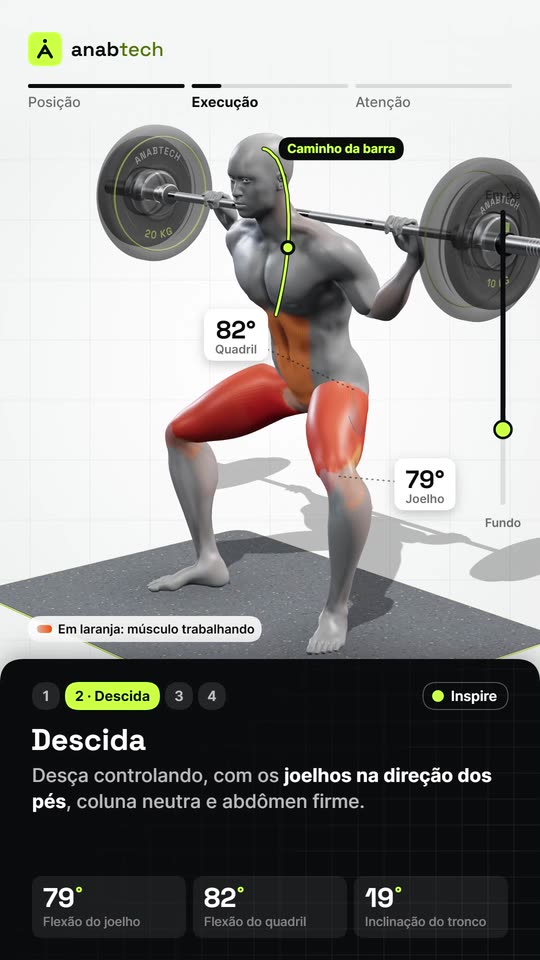 anabtech
Posição
Execução
Atenção
Caminho da barra
ANABTECH
20 KG
Em pé
ANABTECH
10 KG
82°
Quadril
79°
Joelho
Fundo
Em laranja: músculo trabalhando
1
2 · Descida
3
4
Inspire
Descida
Desça controlando, com os joelhos na direção dos
pés, coluna neutra e abdômen firme.
79°
Flexão do joelho
82°
Flexão do quadril
19°
Inclinação do tronco